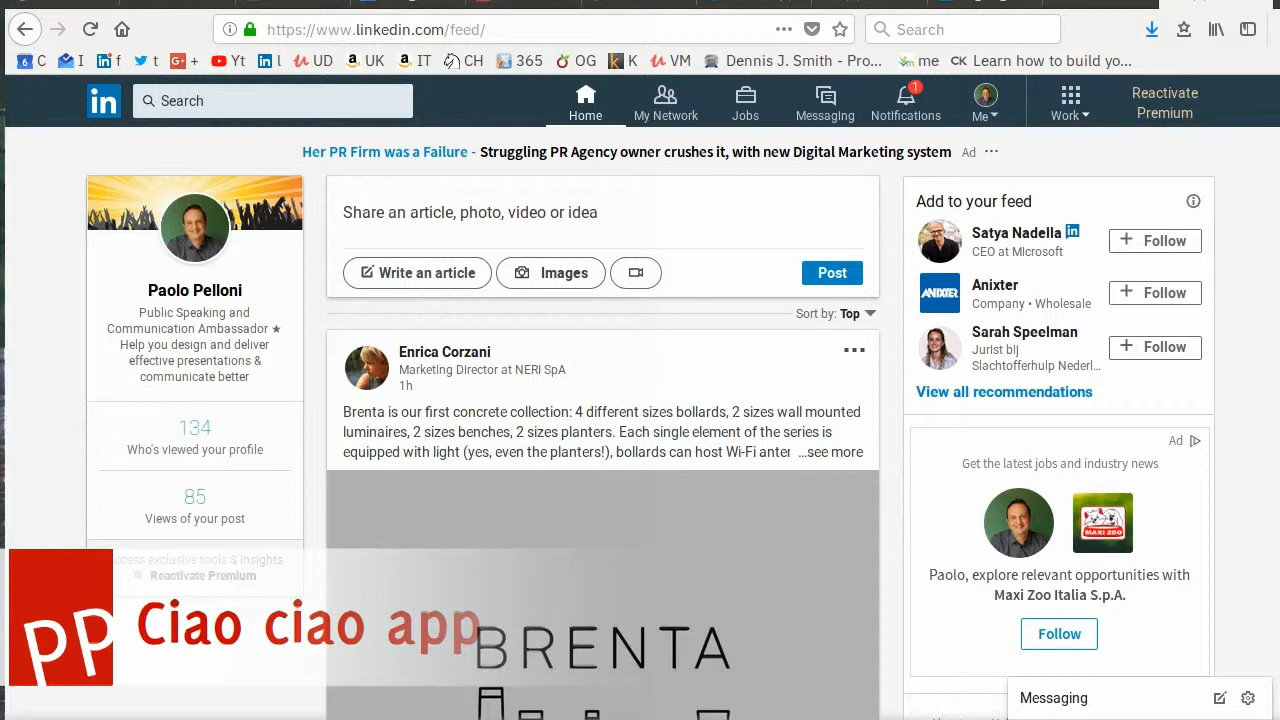 https://www.linkedin.com/feed/
Search
C
I
f
t
+
Yt
l
UD
UK
IT
CH
365
OG
K
VM
Dennis J. Smith - Pro...
me
CK Learn how to build yo...
in
Search
Home
My Network
Jobs
Messaging
1
Notifications
Me
Work
Reactivate
Premium
Her PR Firm was a Failure - Struggling PR Agency owner crushes it, with new Digital Marketing system Ad ...
Paolo Pelloni
Public Speaking and
Communication Ambassador ★
Help you design and deliver
effective presentations &
communicate better
134
Who's viewed your profile
85
Views of your post
Access exclusive tools & insights
Reactivate Premium
Share an article, photo, video or idea
Write an article
Images
Post
Sort by: Top
Enrica Corzani
Marketing Director at NERI SpA
1h
Brenta is our first concrete collection: 4 different sizes bollards, 2 sizes wall mounted
luminaires, 2 sizes benches, 2 sizes planters. Each single element of the series is
equipped with light (yes, even the planters!), bollards can host Wi-Fi anter ...see more
BRENTA
Add to your feed
Satya Nadella in
CEO at Microsoft
+ Follow
ANIXTER
Anixter
Company • Wholesale
+ Follow
Sarah Speelman
Jurist bij
Slachtofferhulp Nederl...
+ Follow
View all recommendations
Ad
Get the latest jobs and industry news
MAXI ZOO
Paolo, explore relevant opportunities with
Maxi Zoo Italia S.p.A.
Follow
Messaging
PP
Ciao ciao app